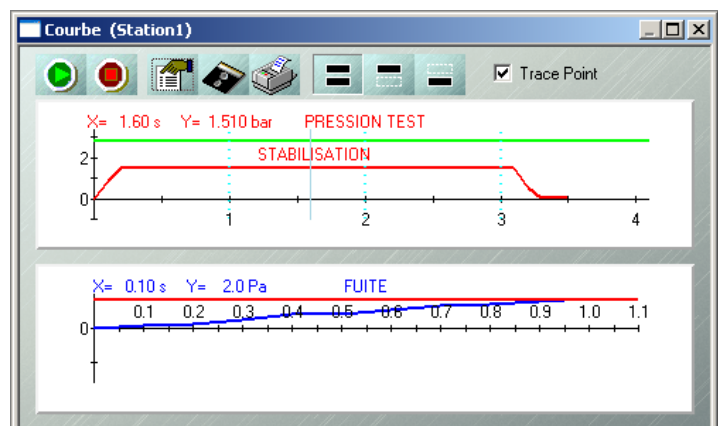 Courbe (Station1)
Trace Point
X= 1.60 s Y= 1.510 bar PRESSION TEST
STABILISATION
2
0
1 2 3 4
X= 0.10 s Y= 2.0 Pa FUITE
0.1 0.2 0.3 0.4 0.5 0.6 0.7 0.8 0.9 1.0 1.1
0